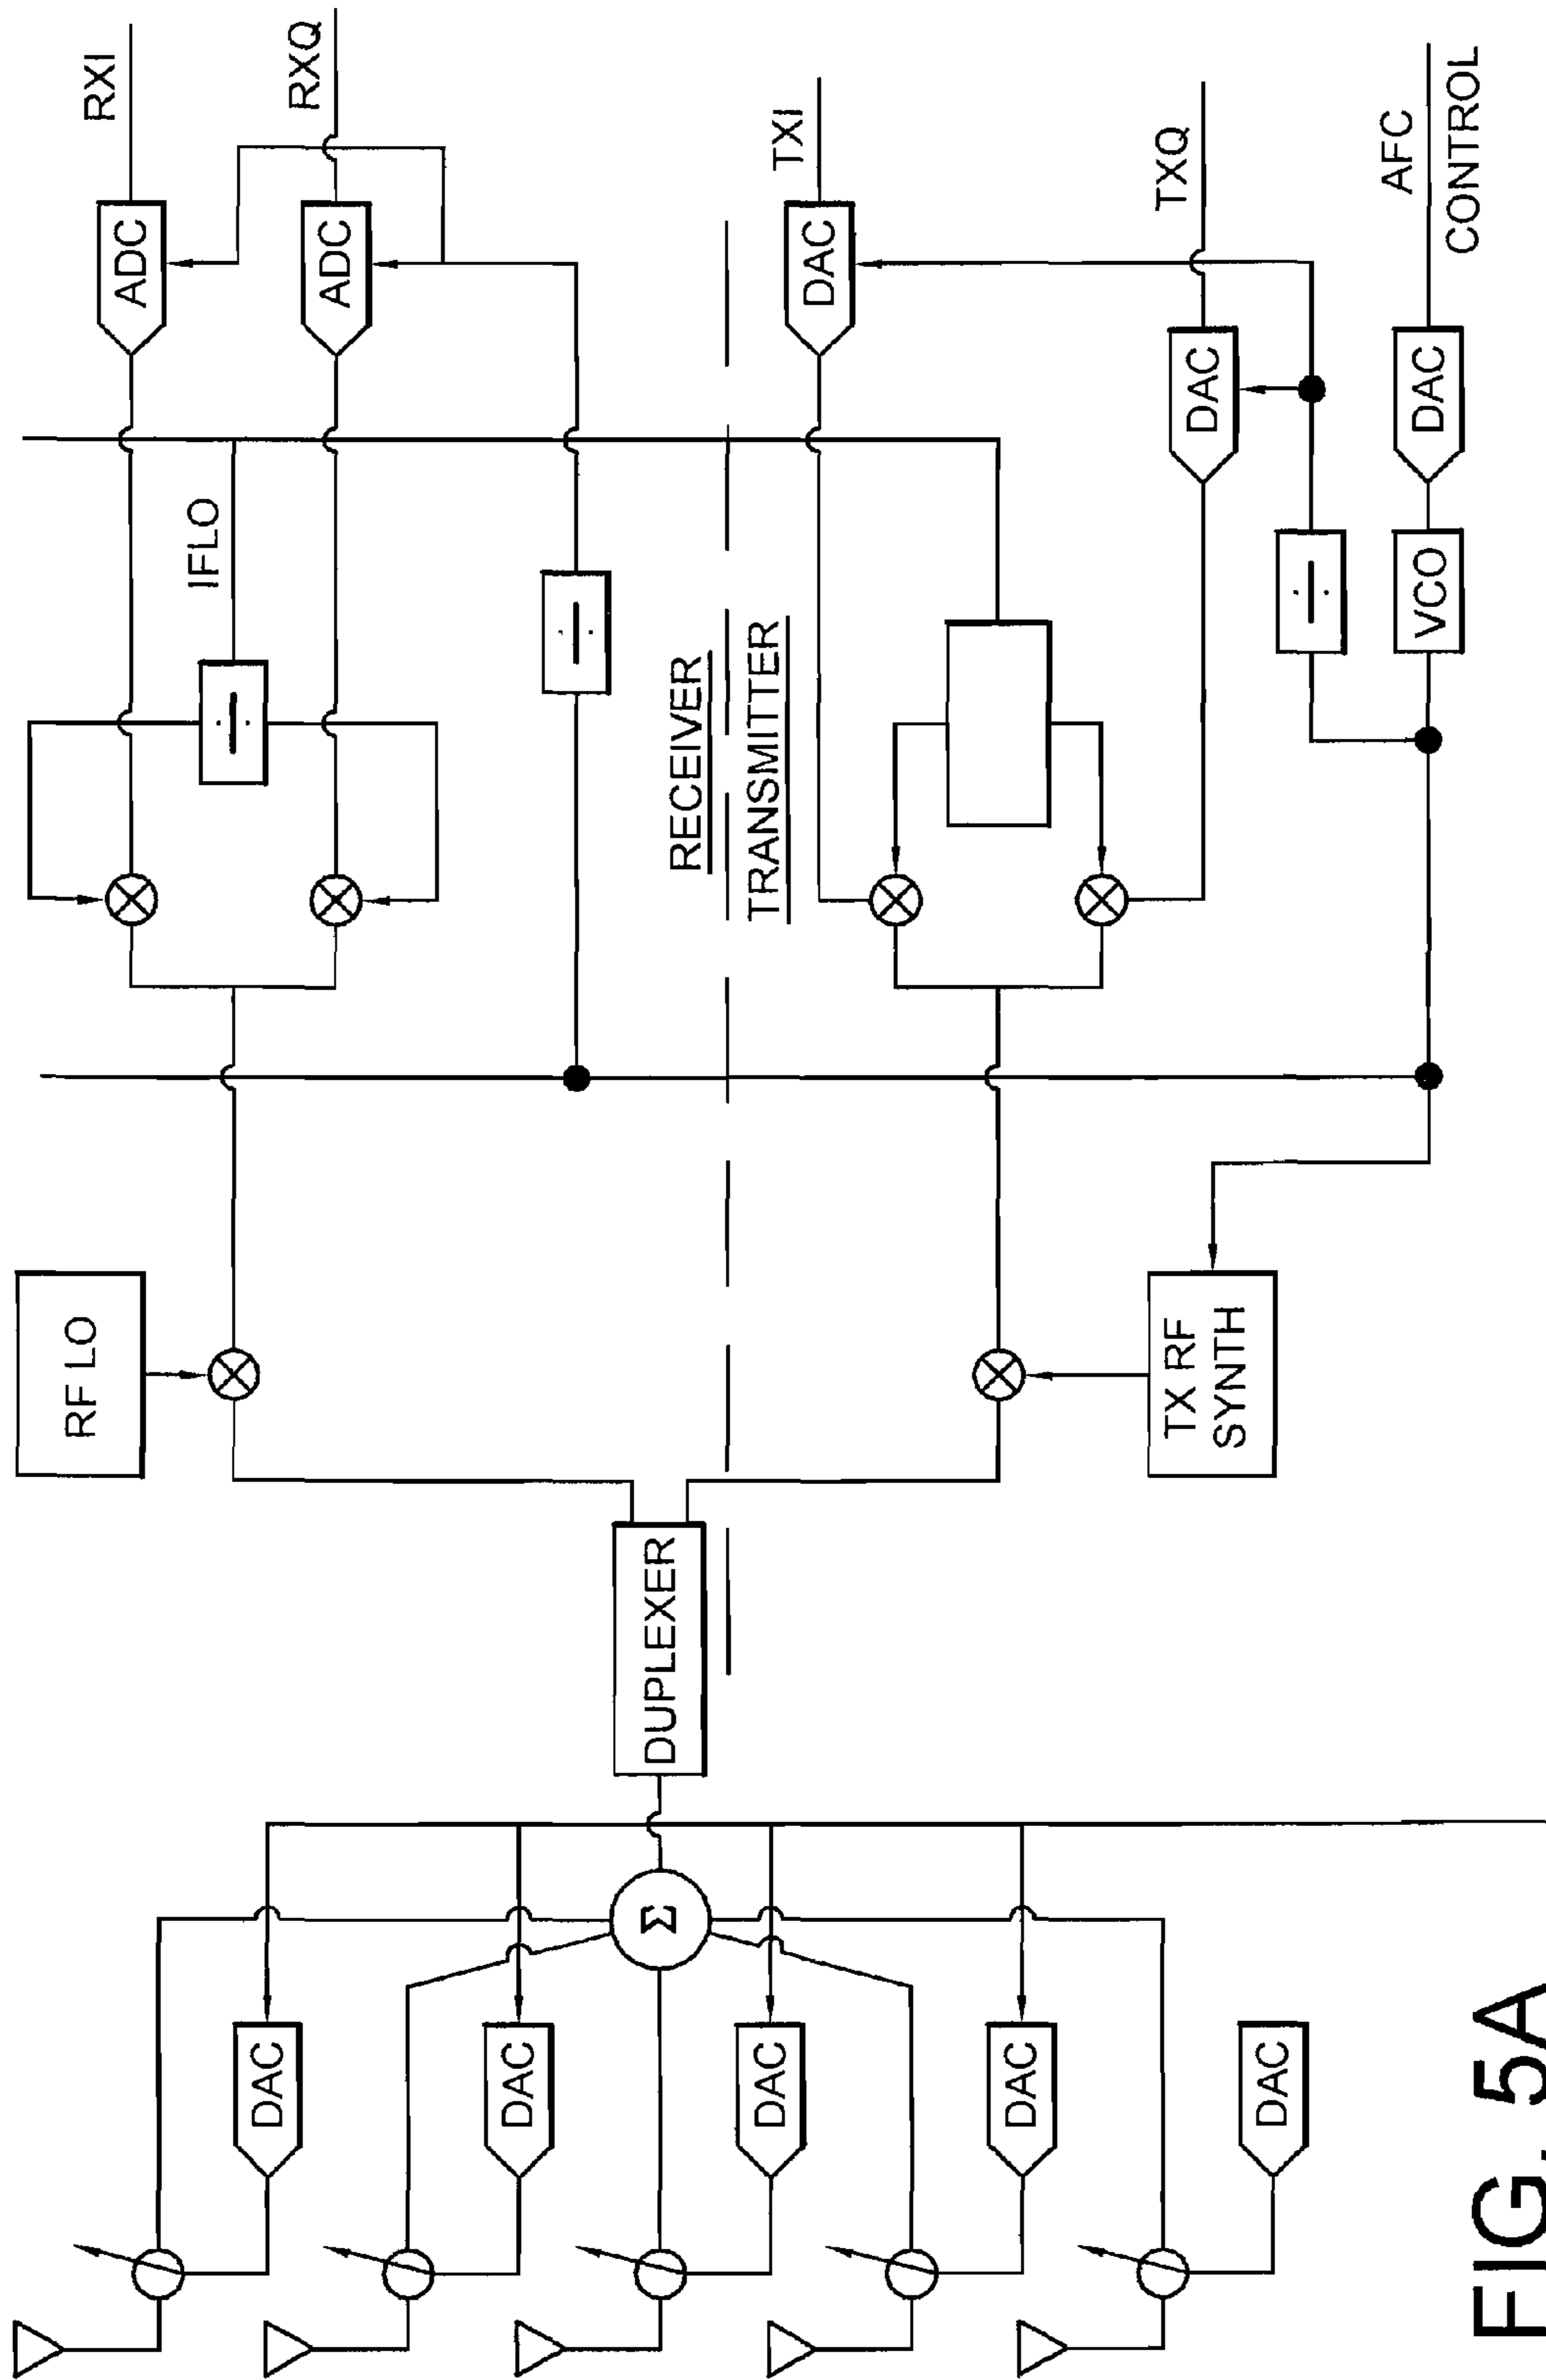 RXI
RXQ
ADC
ADC
IFLO
÷
÷
RF LO
RECEIVER
TRANSMITTER
TXI
DAC
TXQ
DAC
÷
AFC
CONTROL
DAC
VCO
TX RF
SYNTH
DUPLEXER
Σ
DAC
DAC
DAC
DAC
DAC
FIG. 5A